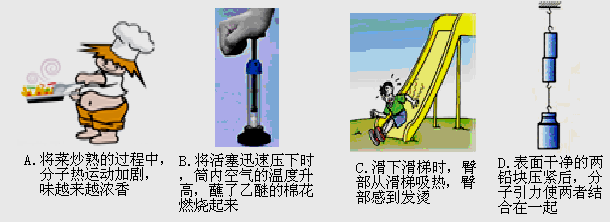 A.将菜炒熟的过程中，
分子热运动加剧，
味越来越浓香
B.将活塞迅速压下时
，筒内空气的温度升
高，蘸了乙醚的棉花
燃烧起来
C.滑下滑梯时，臀
部从滑梯吸热，臀
部感到发烫
D.表面干净的两
铅块压紧后，分
子引力使两者结
合在一起